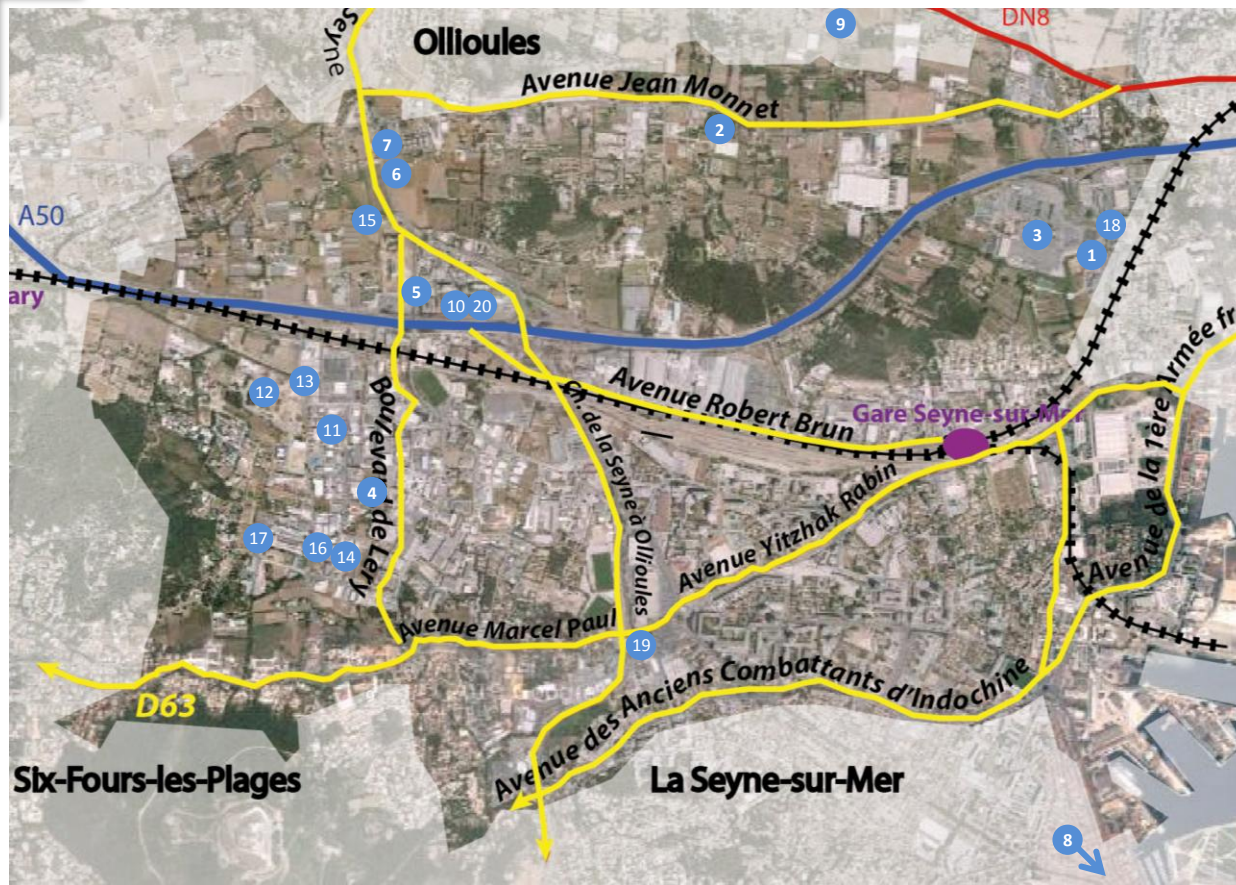 DN8
9
Seyne
Ollioules
Avenue Jean Monnet
2
7
6
15
A50
18
3
1
5
10
20
ary
Avenue de la 1ere Armée fr
13
12
Boulevard de Lery
Ch. de la Seyne à Ollioules
Avenue Robert Brun
Gare Seyne-sur-Mer
11
4
17
16
14
Avenue Yitzhak Rabin
Avenue Marcel Paul
19
D63
Avenue des Anciens Combattants d'Indochine
Six-Fours-les-Plages
La Seyne-sur-Mer
8